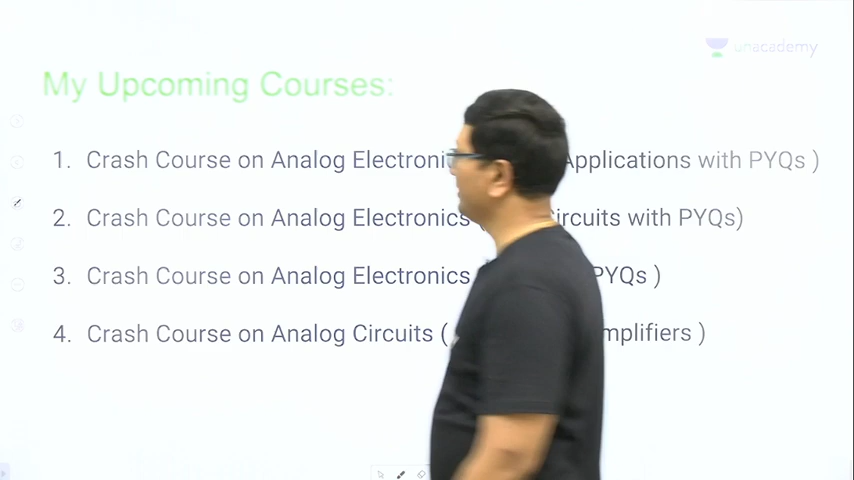 unacademy
My Upcoming Courses:
1. Crash Course on Analog Electroni Applications with PYQs )
2. Crash Course on Analog Electronics ( ircuits with PYQs)
3. Crash Course on Analog Electronics PYQs )
4. Crash Course on Analog Circuits ( mplifiers )